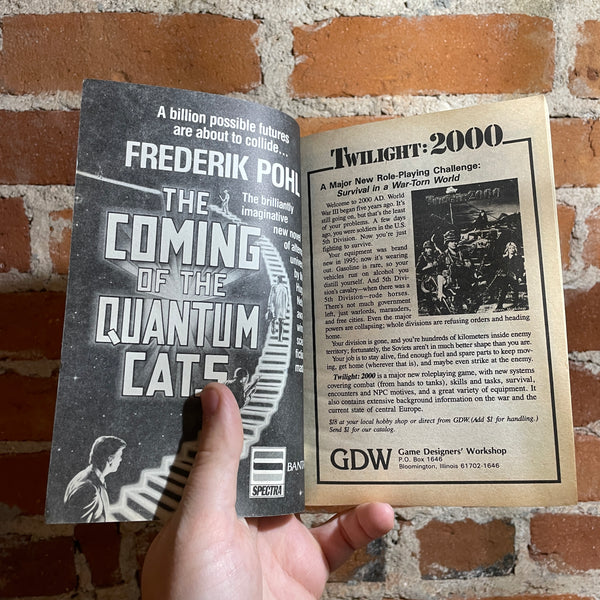 A billion possible futures
are about to collide...
FREDERIK POHL
THE
COMING
OF THE
QUANTUM
CATS
The brilliantly
imaginative
new nove
of alte
SPECTRA
BANT
TWILIGHT: 2000
A Major New Role-Playing Challenge:
Survival in a War-Torn World
Welcome to 2000 AD. World
War III began five years ago. It's
still going on, but that's the least
of your problems. A few days
ago, you were soldiers in the U.S.
5th Division. Now you're just
fighting to survive.
Your equipment was brand
new in 1995; now it's wearing
out. Gasoline is rare, so your
vehicles run on alcohol you
distill yourself. And 5th Divi-
sion's cavalry—when there was a
5th Division—rode horses.
There's not much government
left, just warlords, marauders,
and free cities. Even the major
powers are collapsing; whole divisions are refusing orders and heading
home.
Your division is gone, and you're hundreds of kilometers inside enemy
territory; fortunately, the Soviets aren't in much better shape than you are.
Your job is to stay alive, find enough fuel and spare parts to keep mov-
ing, get home (wherever that is), and maybe even strike at the enemy.
Twilight: 2000 is a major new roleplaying game, with new systems
covering combat (from hands to tanks), skills and tasks, survival,
encounters and NPC motives, and a great variety of equipment. It
also contains extensive background information on the war and the
current state of central Europe.
$18 at your local hobby shop or direct from GDW. (Add $1 for handling.)
Send $1 for our catalog.
GDW
Game Designers' Workshop
P.O. Box 1646
Bloomington, Illinois 61702-1646